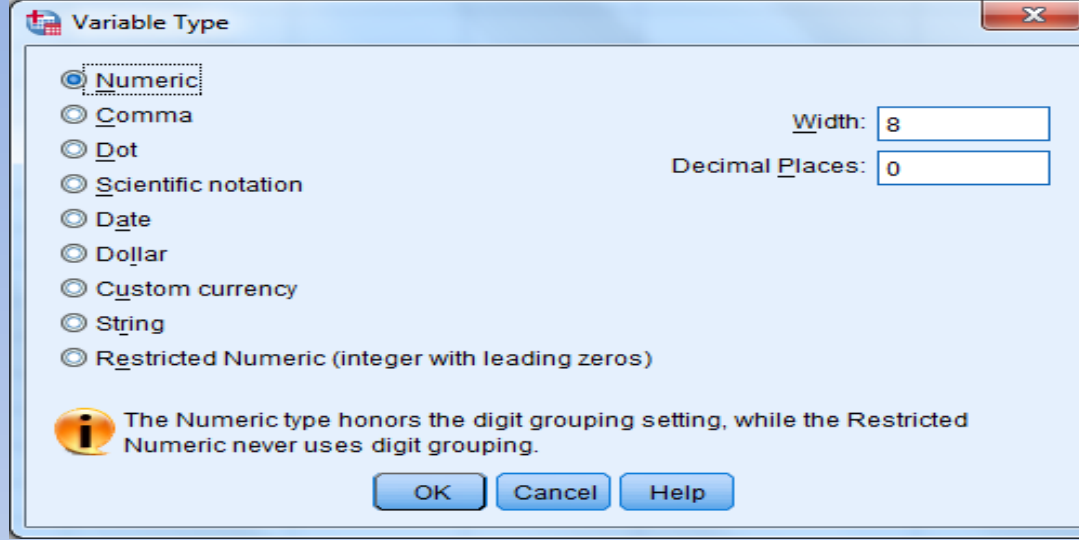 Variable Type
Numeric
Comma
Width: 8
Dot
Decimal Places: 0
Scientific notation
Date
Dollar
Custom currency
String
Restricted Numeric (integer with leading zeros)
The Numeric type honors the digit grouping setting, while the Restricted
Numeric never uses digit grouping.
OK Cancel Help